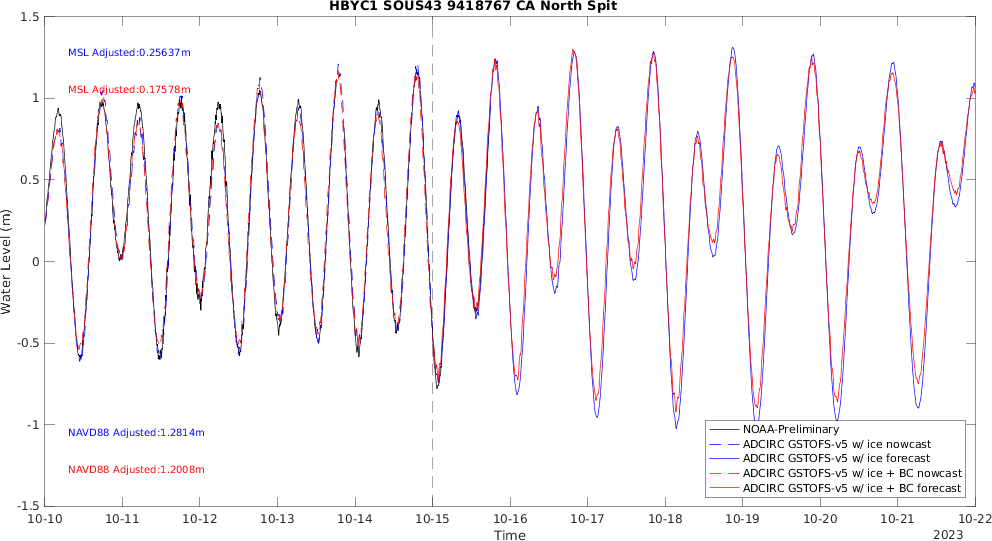 HBYC1 SOUS43 9418767 CA North Spit
1.5
1
0.5
0
-0.5
-1
-1.5
Water Level (m)
MSL Adjusted:0.25637m
MSL Adjusted:0.17578m
NAVD88 Adjusted:1.2814m
NAVD88 Adjusted:1.2008m
NOAA-Preliminary
ADCIRC GSTOFS-v5 w/ ice nowcast
ADCIRC GSTOFS-v5 w/ ice forecast
ADCIRC GSTOFS-v5 w/ ice + BC nowcast
ADCIRC GSTOFS-v5 w/ ice + BC forecast
10-10 10-11 10-12 10-13 10-14 10-15 10-16 10-17 10-18 10-19 10-20 10-21 10-22
Time
2023